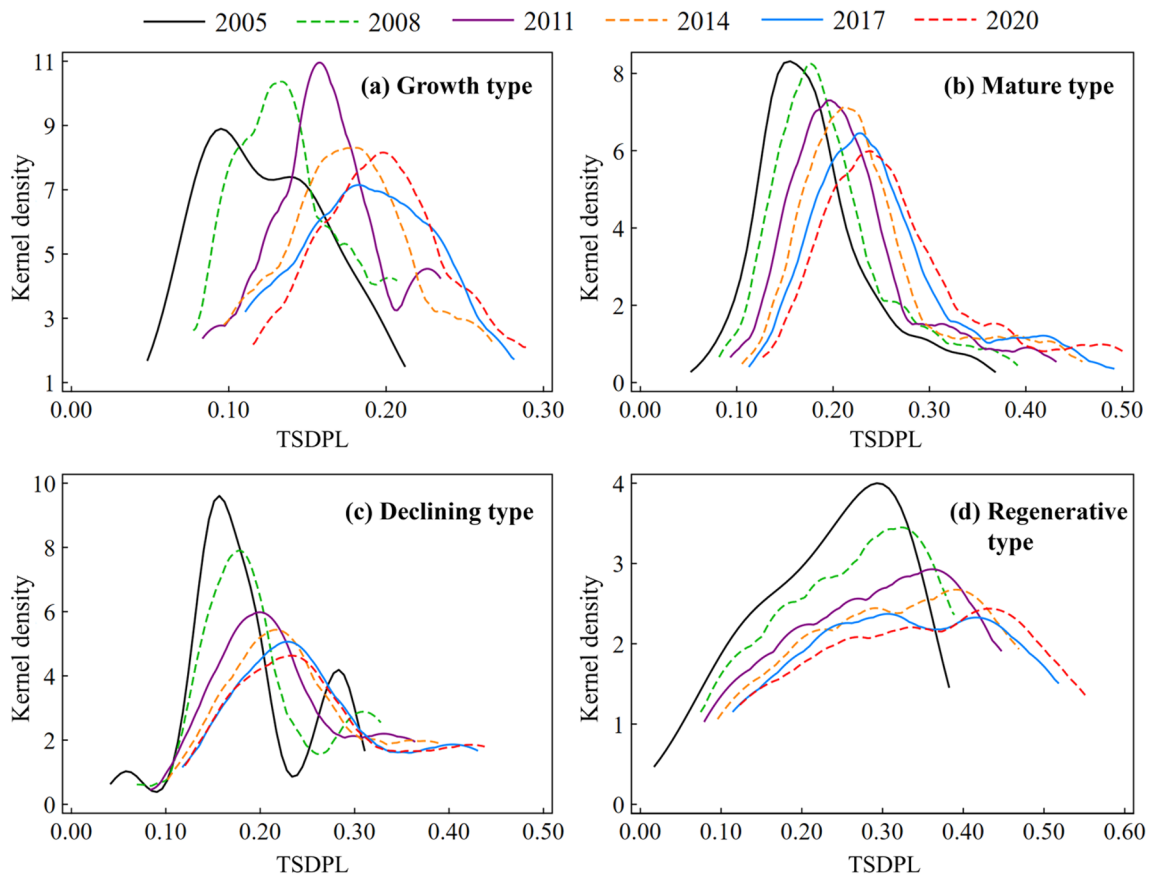 2005 2008 2011 2014 2017 2020
(a) Growth type
Kernel density
11
9
7
5
3
1
0.00 0.10 0.20 0.30
TSDPL
(b) Mature type
Kernel density
8
6
4
2
0
0.00 0.10 0.20 0.30 0.40 0.50
TSDPL
(c) Declining type
Kernel density
10
8
6
4
2
0
0.00 0.10 0.20 0.30 0.40 0.50
TSDPL
(d) Regenerative
type
Kernel density
4
3
2
1
0
0.00 0.10 0.20 0.30 0.40 0.50 0.60
TSDPL